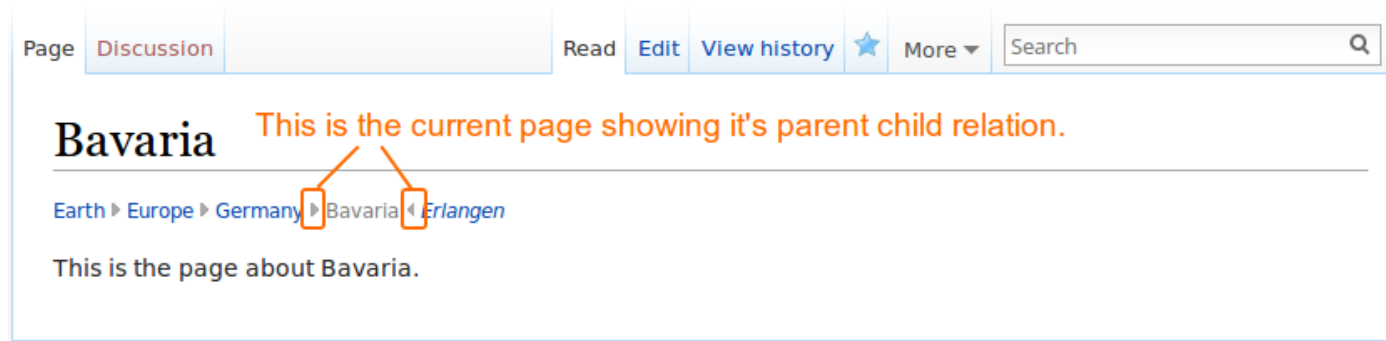 Page Discussion Read Edit View history More Search
Bavaria This is the current page showing it's parent child relation.
Earth Europe Germany Bavaria Erlangen
This is the page about Bavaria.